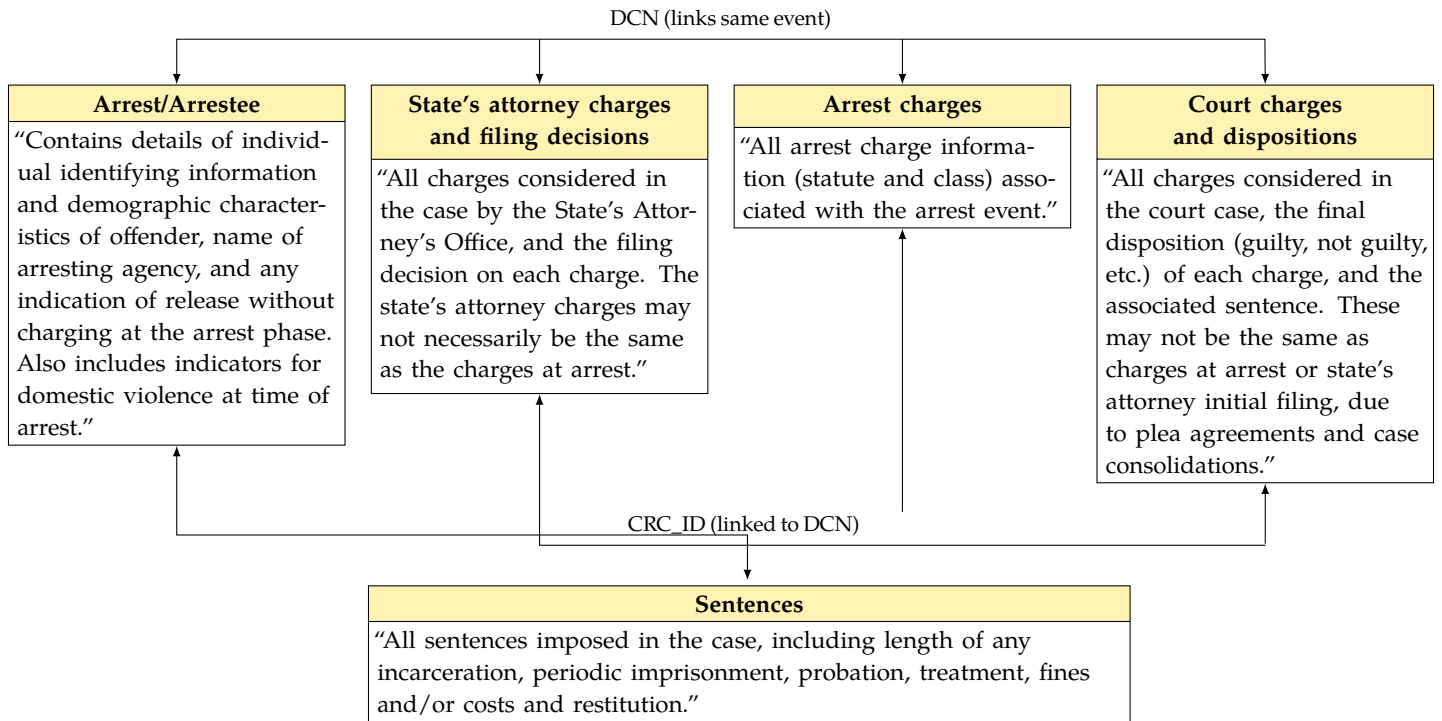 DCN (links same event)
Arrest/Arrestee
“Contains details of individ-
ual identifying information
and demographic character-
istics of offender, name of
arresting agency, and any
indication of release without
charging at the arrest phase.
Also includes indicators for
domestic violence at time of
arrest.”
State’s attorney charges
and filing decisions
“All charges considered in
the case by the State’s Attor-
ney’s Office, and the filing
decision on each charge. The
state’s attorney charges may
not necessarily be the same
as the charges at arrest.”
Arrest charges
“All arrest charge informa-
tion (statute and class) asso-
ciated with the arrest event.”
Court charges
and dispositions
“All charges considered in
the court case, the final
disposition (guilty, not guilty,
etc.) of each charge, and the
associated sentence. These
may not be the same as
charges at arrest or state’s
attorney initial filing, due
to plea agreements and case
consolidations.”
CRC_ID (linked to DCN)
Sentences
“All sentences imposed in the case, including length of any
incarceration, periodic imprisonment, probation, treatment, fines
and/or costs and restitution.”